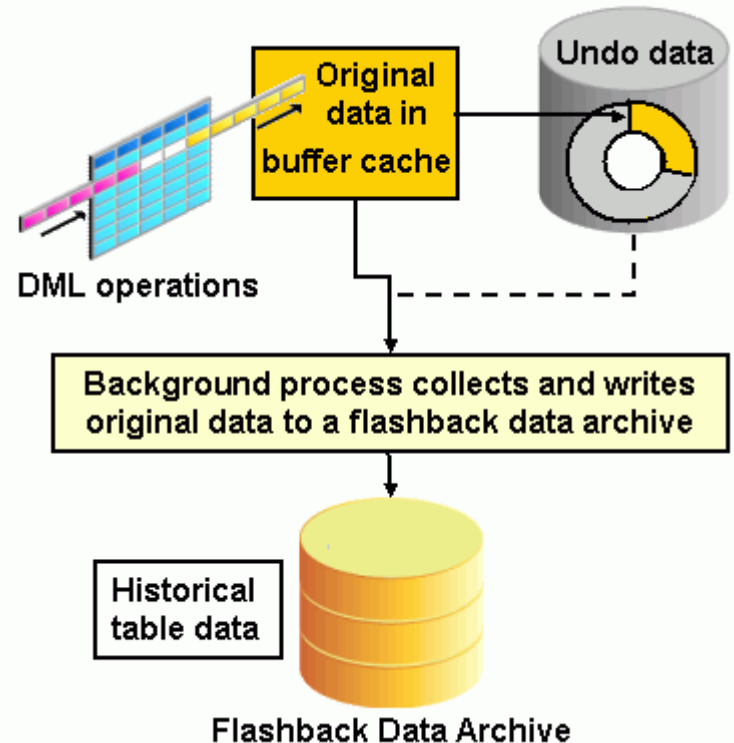 Original
data in
buffer cache
Undo data
DML operations
Background process collects and writes
original data to a flashback data archive
Historical
table data
Flashback Data Archive